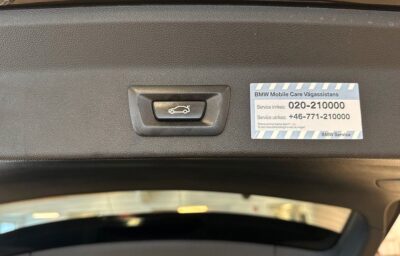 BMW Mobile Care Vägassistans
Service inrikes: 020-210000
Service utrikes: +46-771-210000
BMW Service